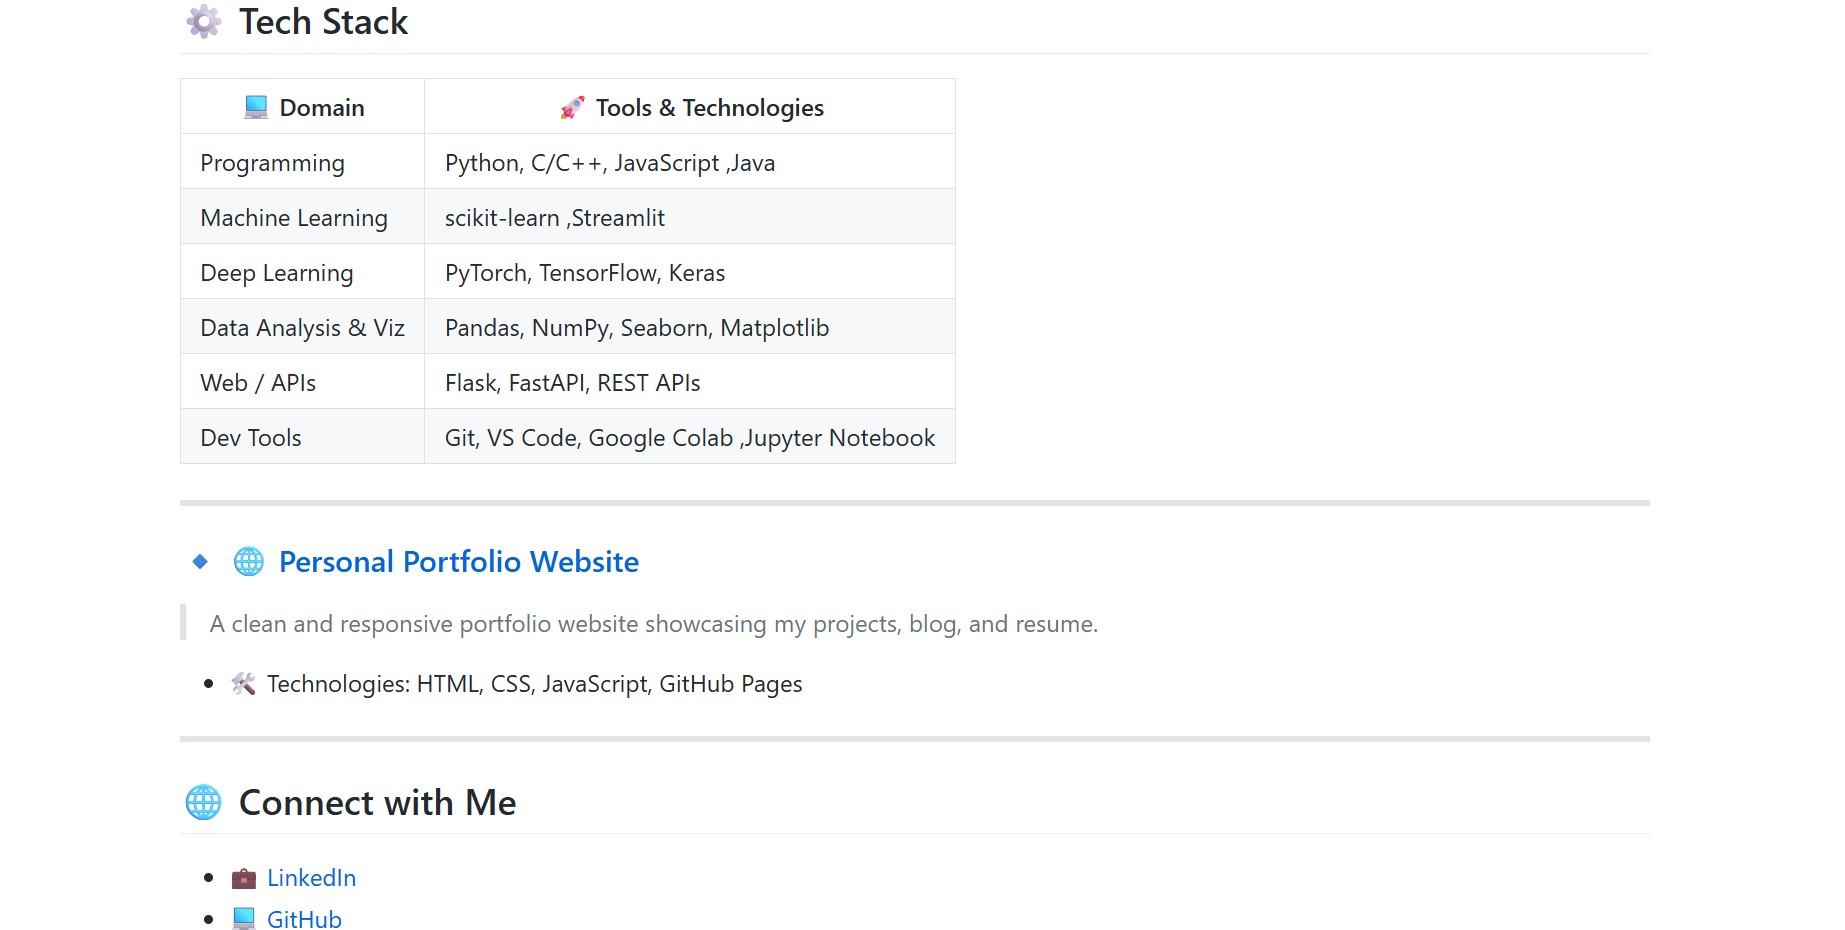 Tech Stack
Domain Tools & Technologies
Programming Python, C/C++, JavaScript ,Java
Machine Learning scikit-learn ,Streamlit
Deep Learning PyTorch, TensorFlow, Keras
Data Analysis & Viz Pandas, NumPy, Seaborn, Matplotlib
Web / APIs Flask, FastAPI, REST APIs
Dev Tools Git, VS Code, Google Colab ,Jupyter Notebook
Personal Portfolio Website
A clean and responsive portfolio website showcasing my projects, blog, and resume.
Technologies: HTML, CSS, JavaScript, GitHub Pages
Connect with Me
LinkedIn
GitHub